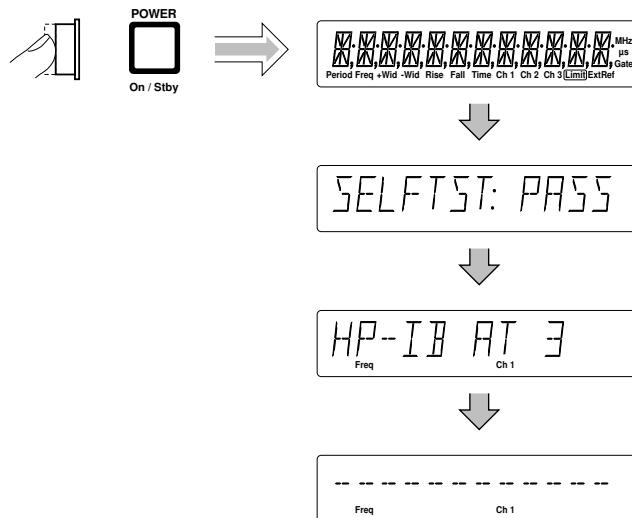 POWER
On / Stby
MHz
µs
Gate
Period Freq +Wid -Wid Rise Fall Time Ch 1 Ch 2 Ch 3 Limit ExtRef
SELFTST: PASS
HP-IB AT 3
Freq Ch 1
-- -- -- -- -- -- -- -- -- -- -- --
Freq Ch 1